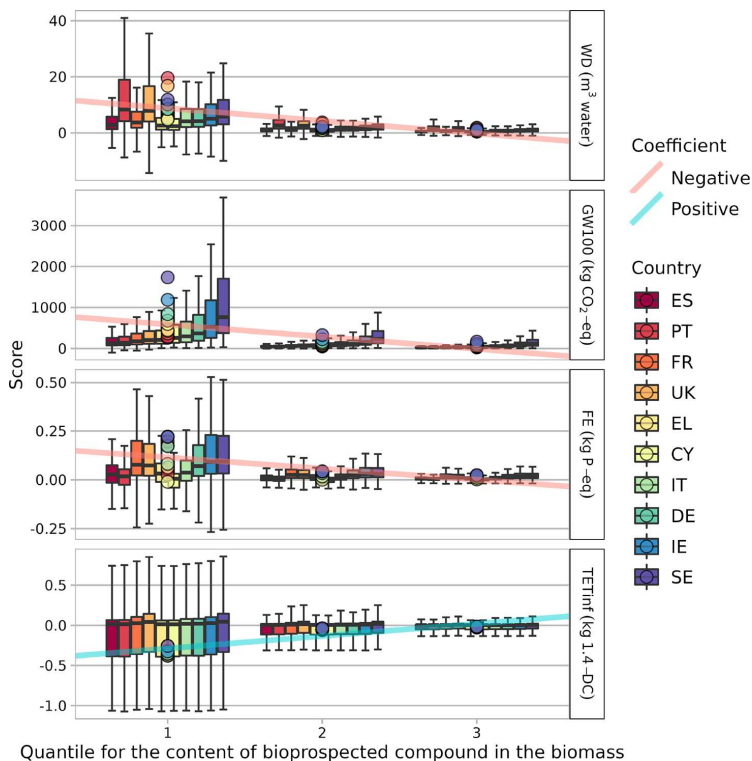 40
20
0
WD (m³ water)
3000
2000
1000
0
GW100 (kg CO₂–eq)
0.50
0.25
0.00
-0.25
FE (kg P–eq)
0.5
0.0
-0.5
-1.0
TETinf (kg 1.4–DC)
Score
1 2 3
Quantile for the content of bioprospected compound in the biomass
Coefficient
Negative
Positive
Country
ES
PT
FR
UK
EL
CY
IT
DE
IE
SE